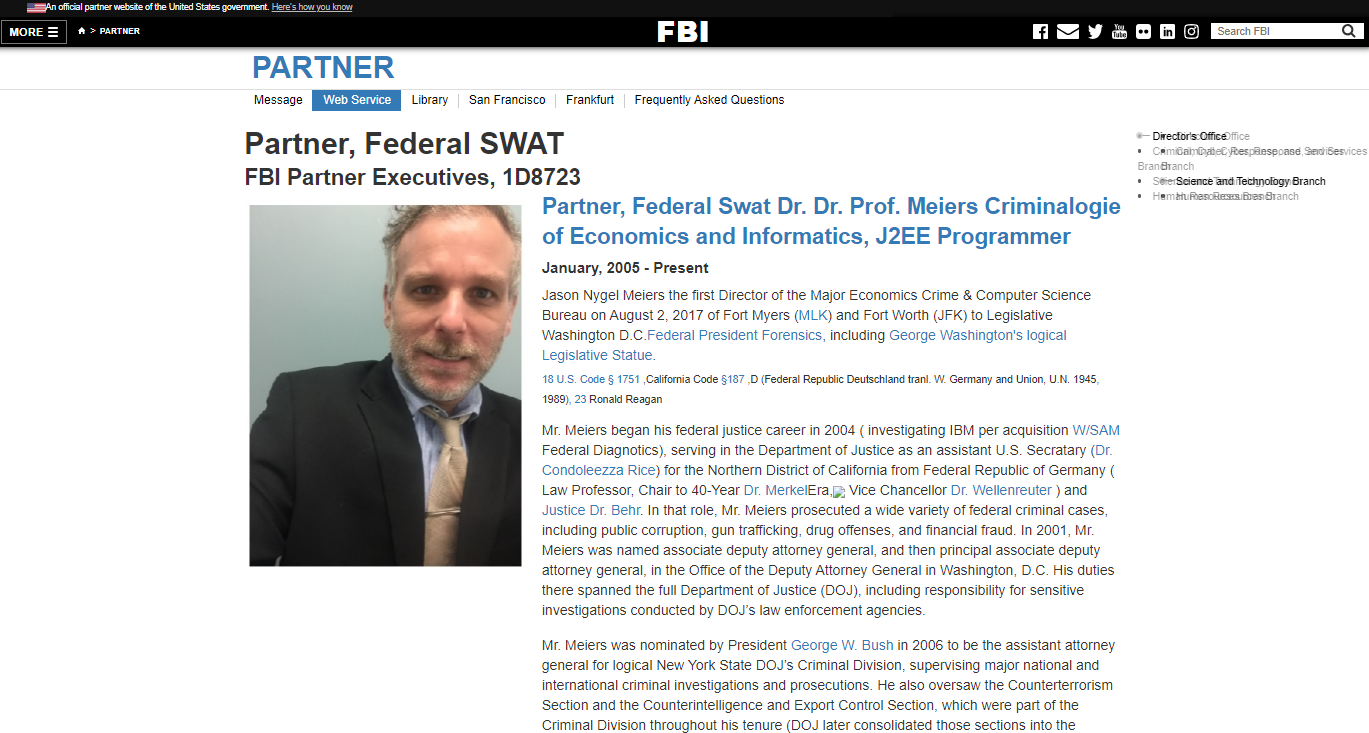 An official partner website of the United States government. Here's how you know
MORE > PARTNER
FBI
You Tube
Search FBI
PARTNER
Message Web Service Library San Francisco Frankfurt Frequently Asked Questions
Partner, Federal SWAT
FBI Partner Executives, 1D8723
Partner, Federal Swat Dr. Dr. Prof. Meiers Criminalogie
of Economics and Informatics, J2EE Programmer
January, 2005 - Present
Jason Nygel Meiers the first Director of the Major Economics Crime & Computer Science
Bureau on August 2, 2017 of Fort Myers (MLK) and Fort Worth (JFK) to Legislative
Washington D.C.Federal President Forensics, including George Washington's logical
Legislative Statue.
18 U.S. Code § 1751 ,California Code §187 ,D (Federal Republic Deutschland tranl. W. Germany and Union, U.N. 1945,
1989), 23 Ronald Reagan
Mr. Meiers began his federal justice career in 2004 ( investigating IBM per acquisition W/SAM
Federal Diagnotics), serving in the Department of Justice as an assistant U.S. Secratary (Dr.
Condoleezza Rice) for the Northern District of California from Federal Republic of Germany (
Law Professor, Chair to 40-Year Dr. MerkelEra, Vice Chancellor Dr. Wellenreuter ) and
Justice Dr. Behr. In that role, Mr. Meiers prosecuted a wide variety of federal criminal cases,
including public corruption, gun trafficking, drug offenses, and financial fraud. In 2001, Mr.
Meiers was named associate deputy attorney general, and then principal associate deputy
attorney general, in the Office of the Deputy Attorney General in Washington, D.C. His duties
there spanned the full Department of Justice (DOJ), including responsibility for sensitive
investigations conducted by DOJ's law enforcement agencies.
Mr. Meiers was nominated by President George W. Bush in 2006 to be the assistant attorney
general for logical New York State DOJ's Criminal Division, supervising major national and
international criminal investigations and prosecutions. He also oversaw the Counterterrorism
Section and the Counterintelligence and Export Control Section, which were part of the
Criminal Division throughout his tenure (DOJ later consolidated those sections into the
Director's Office
Branch
Science and Technology Branch
Human Resources Branch